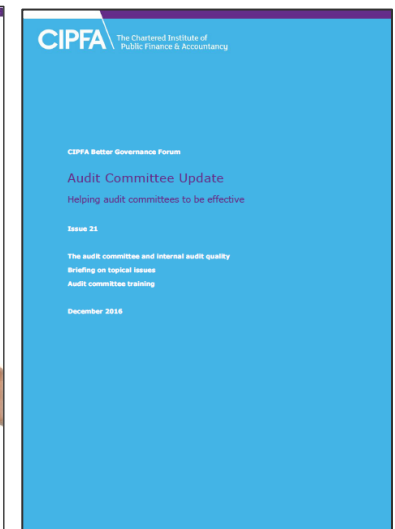 CIPFA
The Chartered Institute of
Public Finance & Accountancy
CIPFA Better Governance Forum
Audit Committee Update
Helping audit committees to be effective
Issue 21
The audit committee and internal audit quality
Briefing on topical issues
Audit committee training
December 2016